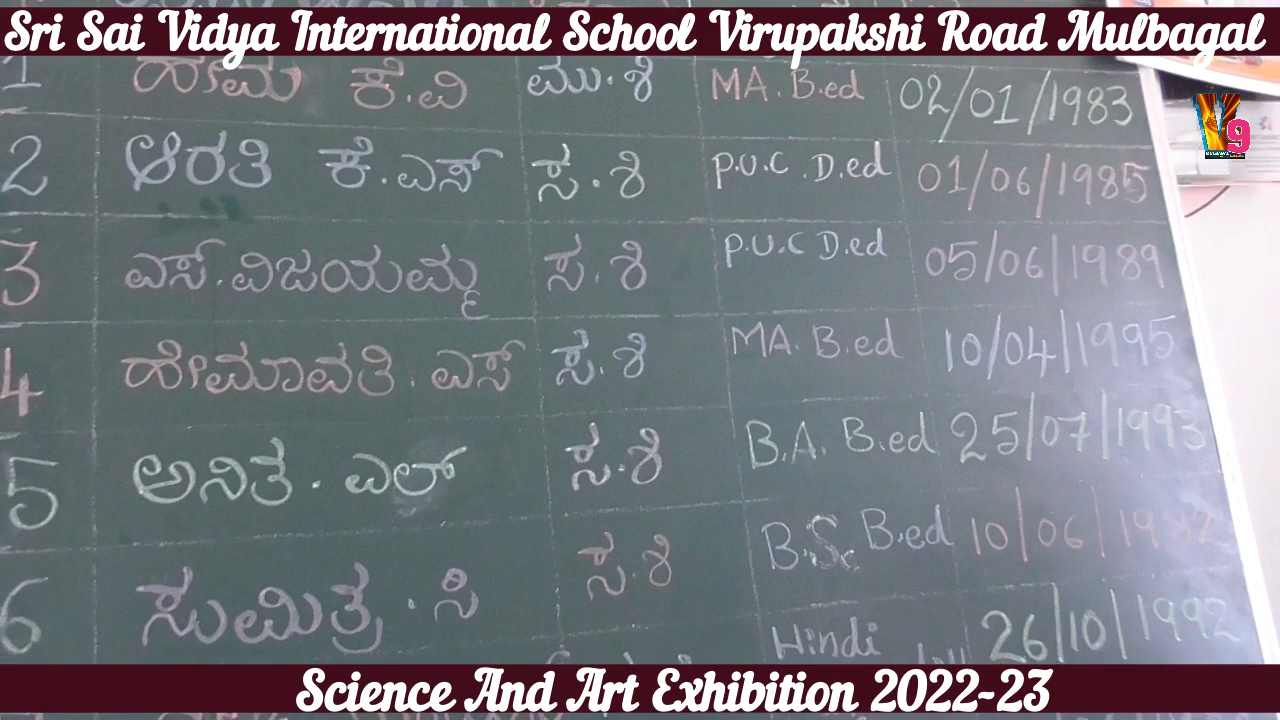 Sri Sai Vidya International School Virupakshi Road Mulbagal
1 ಹೇಮ ಕೆ.ವಿ ಮು.ಶಿ MA. B.ed 02/01/1983
V9
2 ಆರತಿ ಕೆ.ಎಸ್ ಸ.ಶಿ P.U.C. D.ed 01/06/1985
3 ಎಸ್.ವಿಜಯಮ್ಮ ಸ.ಶಿ P.U.C D.ed 05/06/1989
4 ಹೇಮಾವತಿ. ಎಸ್ ಸ.ಶಿ MA. B.ed 10/04/1995
5 ಅನಿತ. ಎಲ್ ಸ.ಶಿ B.A. B.ed 25/07/1993
6 ಸುಮಿತ್ರ. ಸಿ ಸ.ಶಿ B.Sc B.ed 10/06/1982
Hindi 26/10/1992
Science And Art Exhibition 2022-23